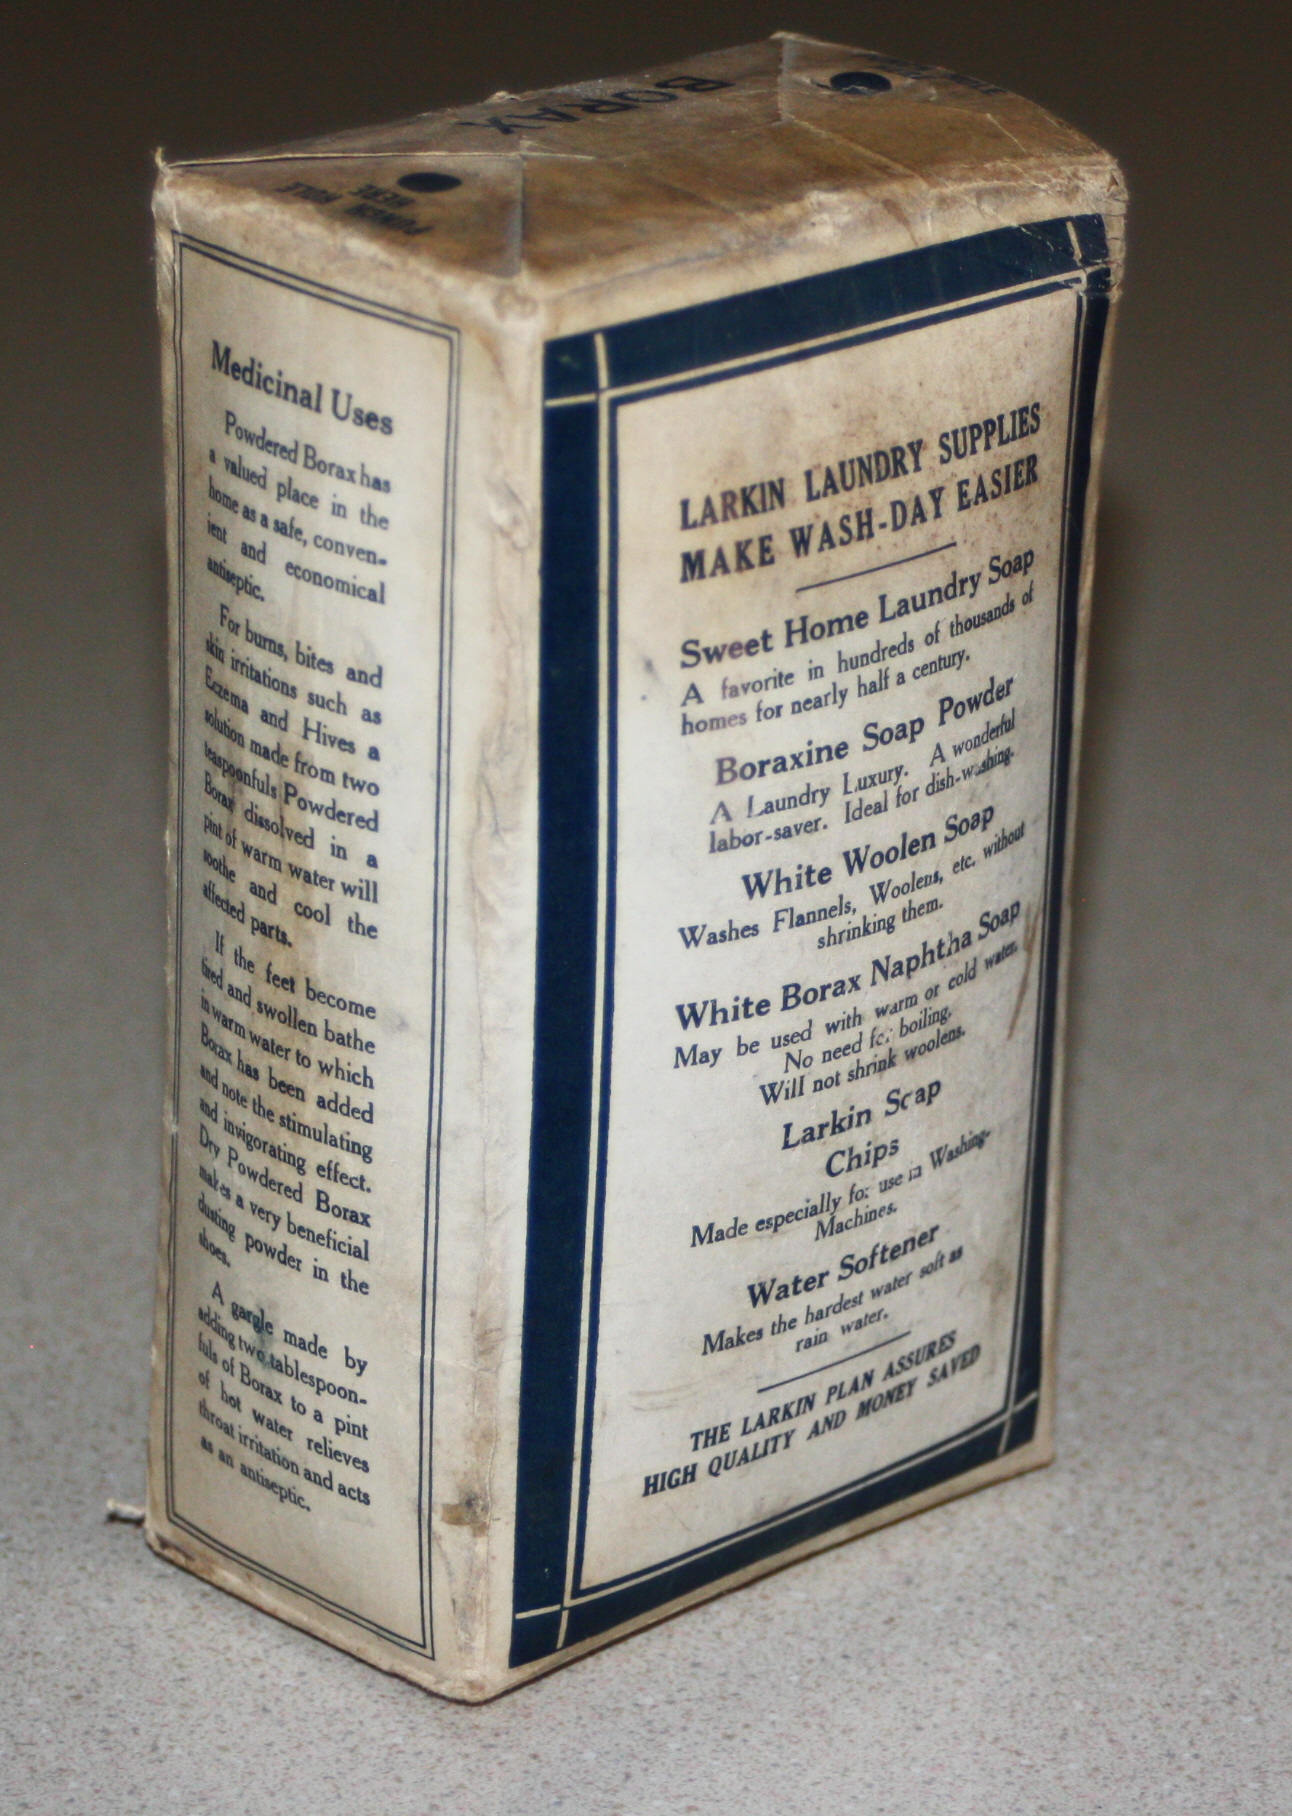 BORAX
PUNCH HOLE
HERE
Medicinal Uses
Powdered Borax has
a valued place in the
home as a safe, conven-
ient and economical
antiseptic.
For burns, bites and
skin irritations such as
Eczema and Hives a
solution made from two
teaspoonfuls Powdered
Borax dissolved in a
pint of warm water will
soothe and cool the
affected parts.
If the feet become
tired and swollen bathe
in warm water to which
Borax has been added
and note the stimulating
and invigorating effect.
Dry Powdered Borax
makes a very beneficial
dusting powder in the
shoes.
A gargle made by
adding two tablespoon-
fuls of Borax to a pint
of hot water relieves
throat irritation and acts
as an antiseptic.
LARKIN LAUNDRY SUPPLIES
MAKE WASH-DAY EASIER
Sweet Home Laundry Soap
A favorite in hundreds of thousands of
homes for nearly half a century.
Boraxine Soap Powder
A Laundry Luxury. A wonderful
labor-saver. Ideal for dish-washing.
White Woolen Soap
Washes Flannels, Woolens, etc. without
shrinking them.
White Borax Naphtha Soap
May be used with warm or cold water.
No need for boiling.
Will not shrink woolens.
Larkin Soap
Chips
Made especially for use in Washing-
Machines.
Water Softener
Makes the hardest water soft as
rain water.
THE LARKIN PLAN ASSURES
HIGH QUALITY AND MONEY SAVED